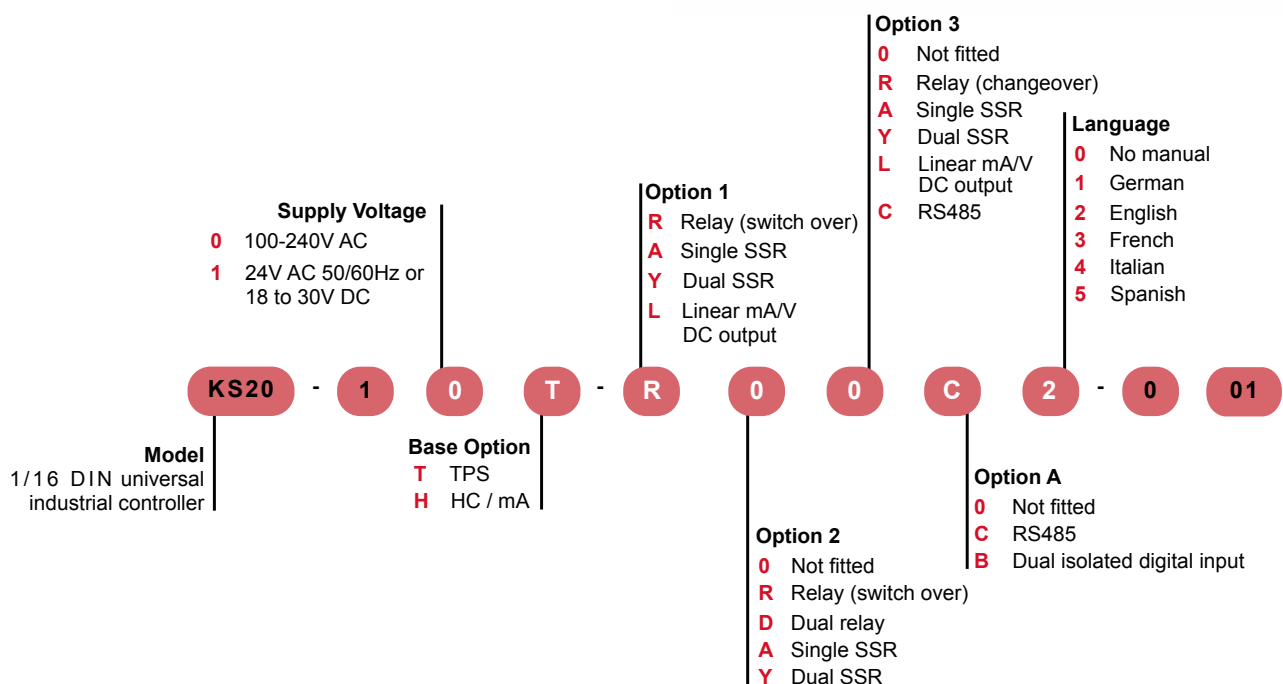 Option 3
0 Not fitted
R Relay (changeover)
A Single SSR
Y Dual SSR
L Linear mA/V
DC output
C RS485
Language
0 No manual
1 German
2 English
3 French
4 Italian
5 Spanish
Option 1
R Relay (switch over)
A Single SSR
Y Dual SSR
L Linear mA/V
DC output
Supply Voltage
0 100-240V AC
1 24V AC 50/60Hz or
18 to 30V DC
KS20 - 1 0 T - R 0 0 C 2 - 0 01
Model
1/16 DIN universal
industrial controller
Base Option
T TPS
H HC / mA
Option 2
0 Not fitted
R Relay (switch over)
D Dual relay
A Single SSR
Y Dual SSR
Option A
0 Not fitted
C RS485
B Dual isolated digital input